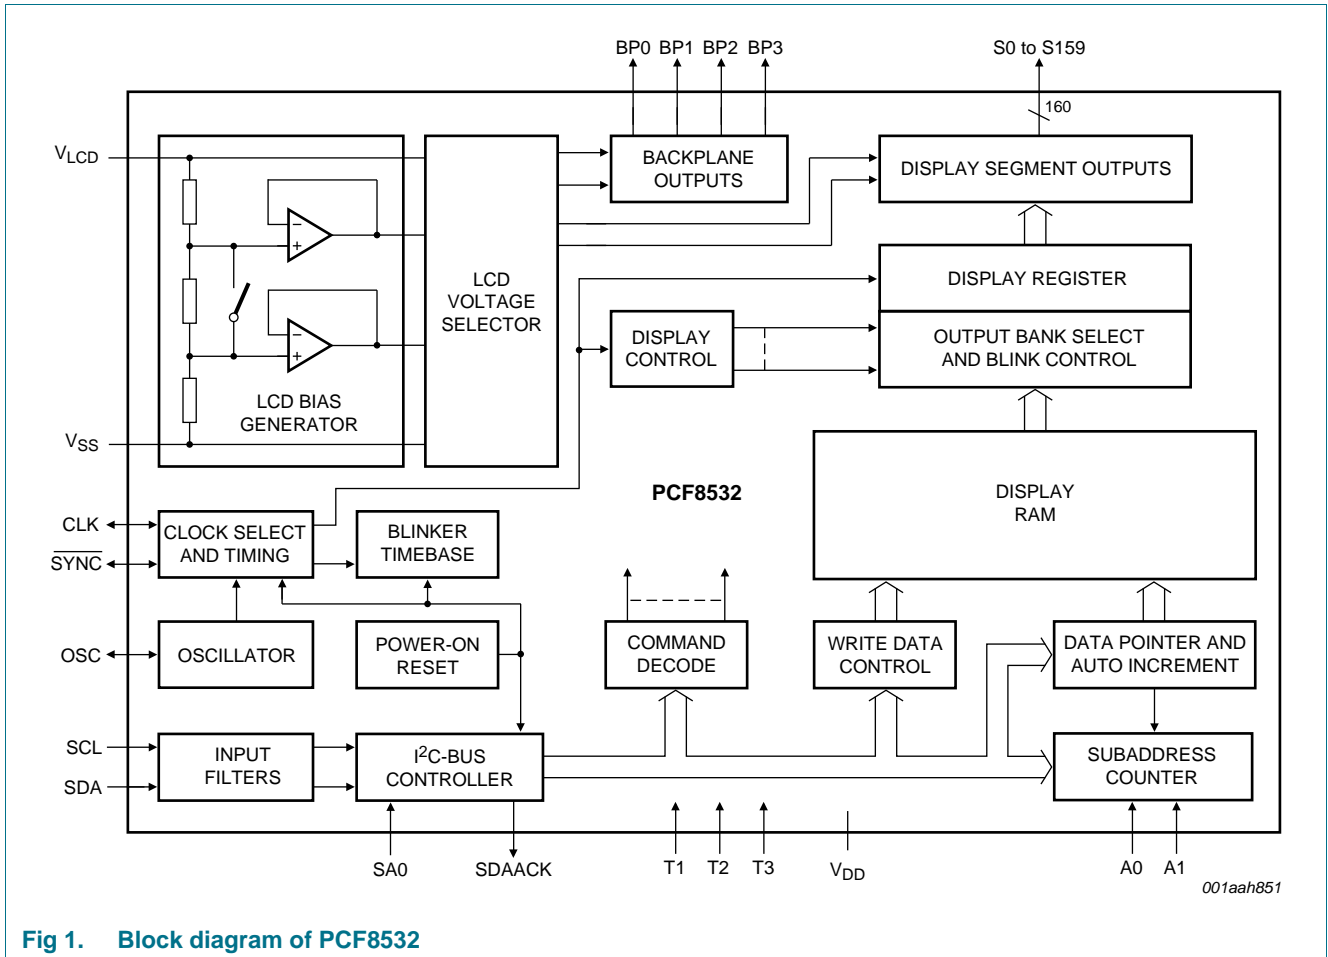 BP0 BP1 BP2 BP3
S0 to S159
160
VLCD
BACKPLANE
OUTPUTS
DISPLAY SEGMENT OUTPUTS
−
+
LCD
VOLTAGE
SELECTOR
DISPLAY REGISTER
−
+
DISPLAY
CONTROL
OUTPUT BANK SELECT
AND BLINK CONTROL
LCD BIAS
GENERATOR
VSS
PCF8532
DISPLAY
RAM
CLK
SYNC
CLOCK SELECT
AND TIMING
BLINKER
TIMEBASE
OSC
OSCILLATOR
POWER-ON
RESET
COMMAND
DECODE
WRITE DATA
CONTROL
DATA POINTER AND
AUTO INCREMENT
SCL
SDA
INPUT
FILTERS
I2C-BUS
CONTROLLER
SUBADDRESS
COUNTER
SA0
SDAACK
T1 T2 T3
VDD
A0 A1
001aah851
Fig 1. Block diagram of PCF8532